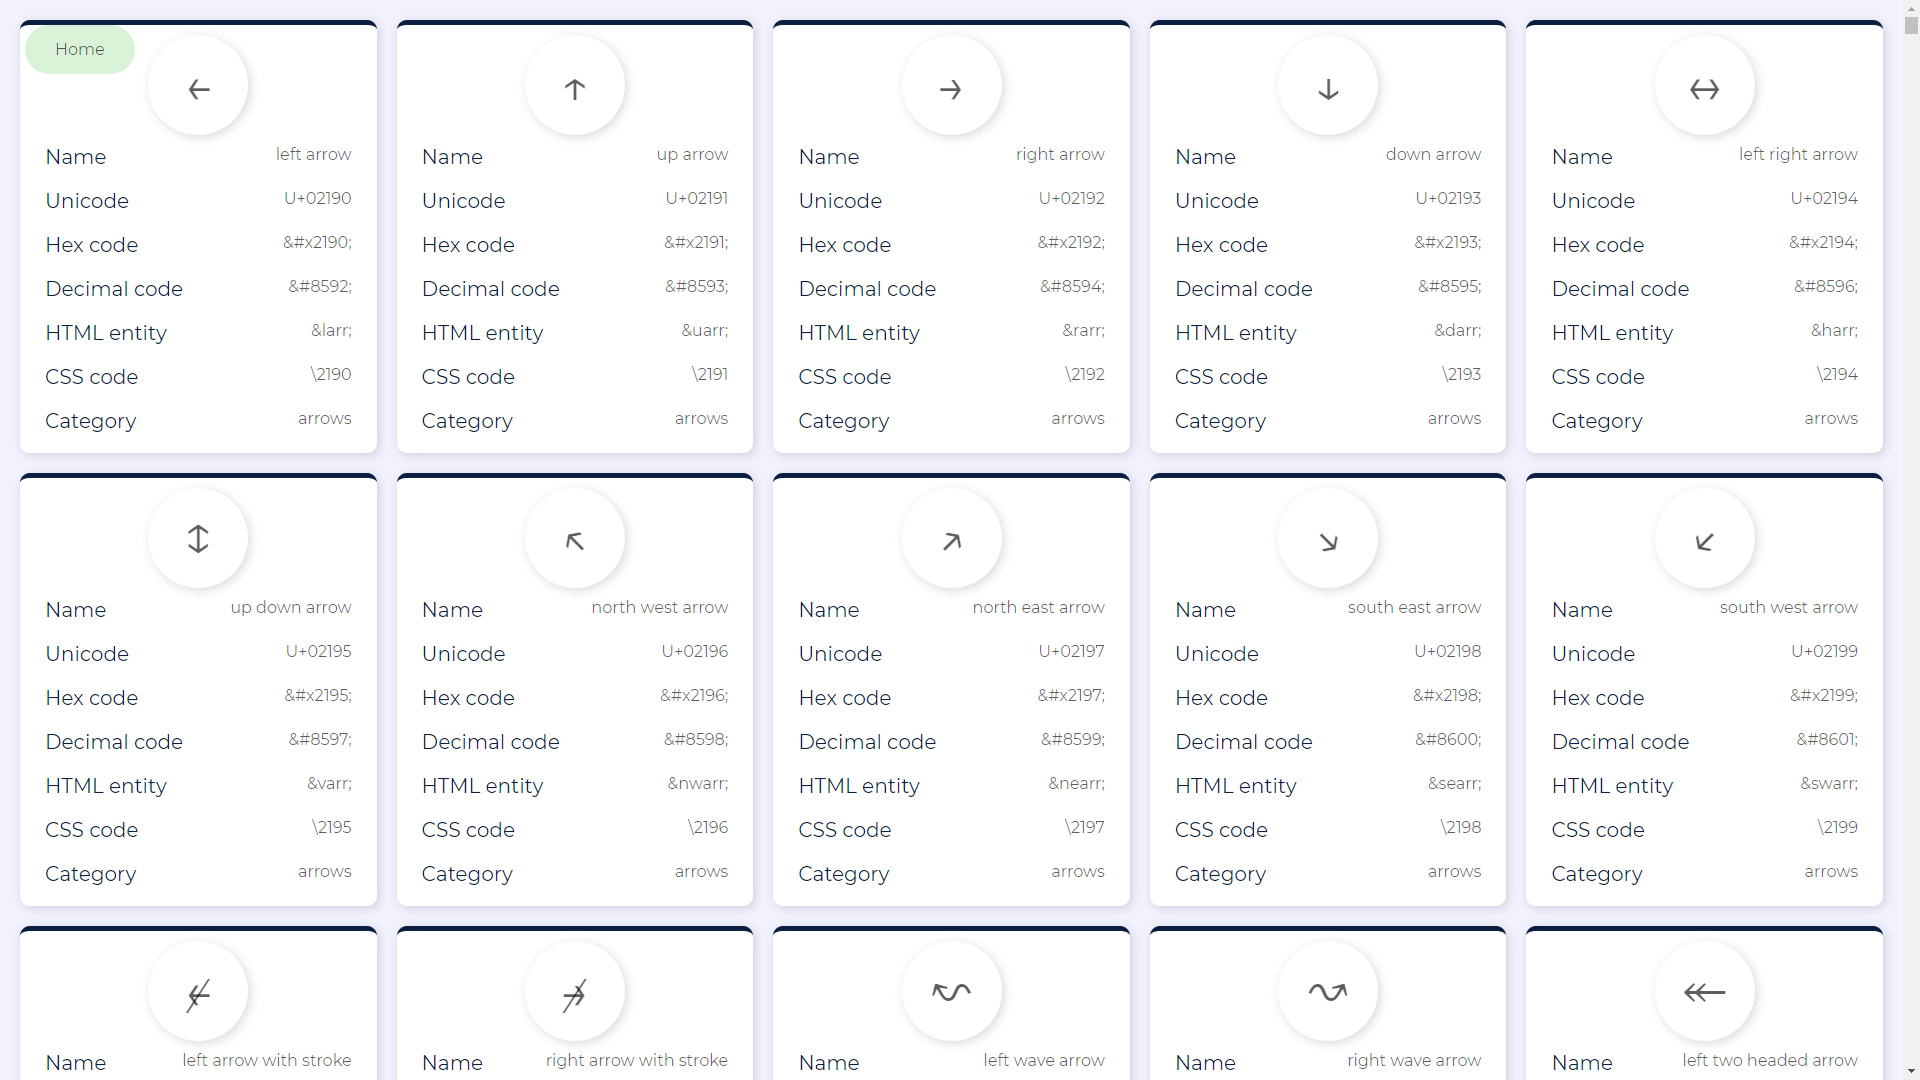 Home
←
Name left arrow
Unicode U+02190
Hex code &#x2190;
Decimal code &#8592;
HTML entity &larr;
CSS code \2190
Category arrows
↑
Name up arrow
Unicode U+02191
Hex code &#x2191;
Decimal code &#8593;
HTML entity &uarr;
CSS code \2191
Category arrows
→
Name right arrow
Unicode U+02192
Hex code &#x2192;
Decimal code &#8594;
HTML entity &rarr;
CSS code \2192
Category arrows
↓
Name down arrow
Unicode U+02193
Hex code &#x2193;
Decimal code &#8595;
HTML entity &darr;
CSS code \2193
Category arrows
↔
Name left right arrow
Unicode U+02194
Hex code &#x2194;
Decimal code &#8596;
HTML entity &harr;
CSS code \2194
Category arrows
↕
Name up down arrow
Unicode U+02195
Hex code &#x2195;
Decimal code &#8597;
HTML entity &varr;
CSS code \2195
Category arrows
↖
Name north west arrow
Unicode U+02196
Hex code &#x2196;
Decimal code &#8598;
HTML entity &nwarr;
CSS code \2196
Category arrows
↗
Name north east arrow
Unicode U+02197
Hex code &#x2197;
Decimal code &#8599;
HTML entity &nearr;
CSS code \2197
Category arrows
↘
Name south east arrow
Unicode U+02198
Hex code &#x2198;
Decimal code &#8600;
HTML entity &searr;
CSS code \2198
Category arrows
↙
Name south west arrow
Unicode U+02199
Hex code &#x2199;
Decimal code &#8601;
HTML entity &swarr;
CSS code \2199
Category arrows
↚
Name left arrow with stroke
↛
Name right arrow with stroke
↜
Name left wave arrow
↝
Name right wave arrow
↞
Name left two headed arrow